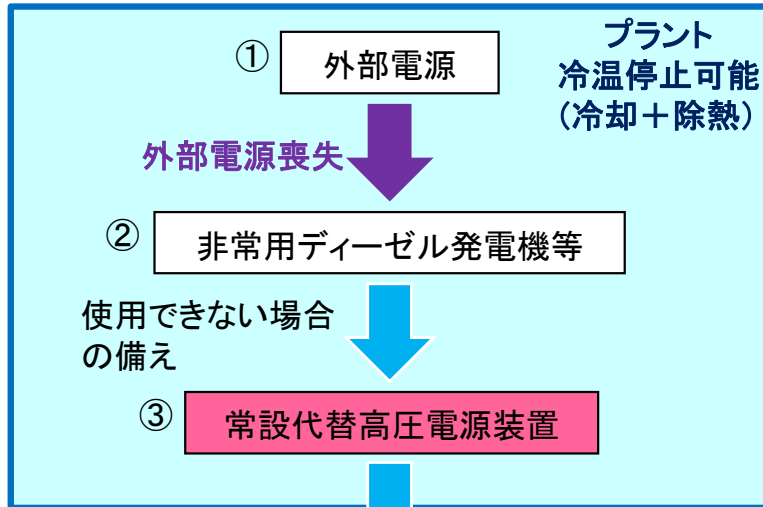 ① 外部電源
プラント
冷温停止可能
(冷却＋除熱)
外部電源喪失
② 非常用ディーゼル発電機等
使用できない場合
の備え
③ 常設代替高圧電源装置